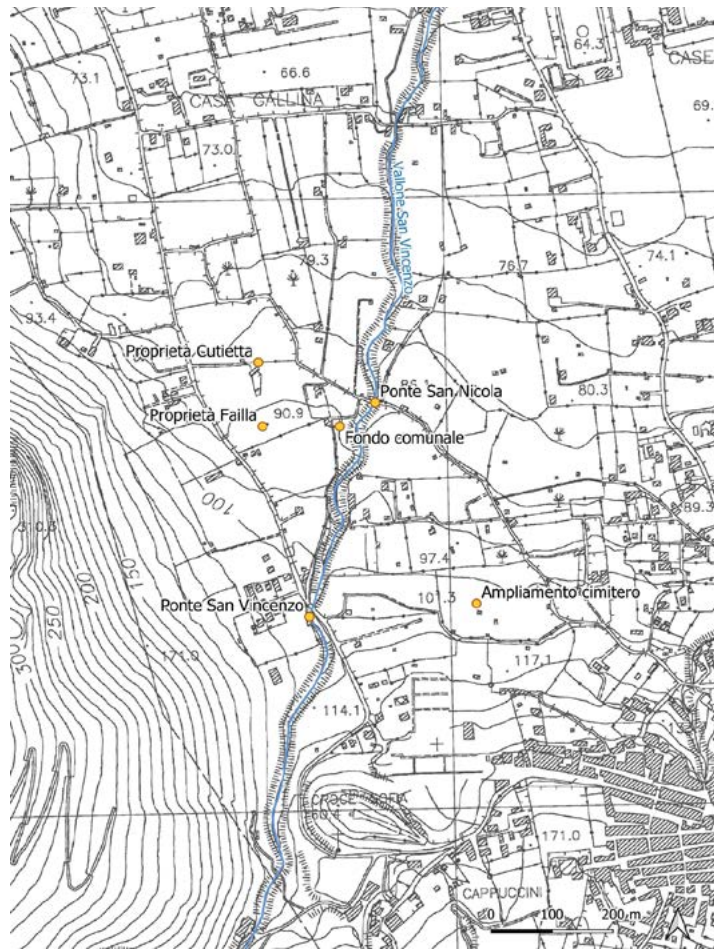 64.3
73.1
66.6
CASE
CASA GALLINA
69.
73.0
Vallone San Vincenzo
79.3
76.7
74.1
93.4
Proprieta Cutietta
80.3
Ponte San Nicola
Proprietà Failla
90.9
Fondo comunale
100
89.3
310.3
97.4
150
200
250
300
Ampliamento cimitero
Ponte San Vincenzo
171.0
117.1
114.1
171.0
CAPPUCCINI
0 100 200 m